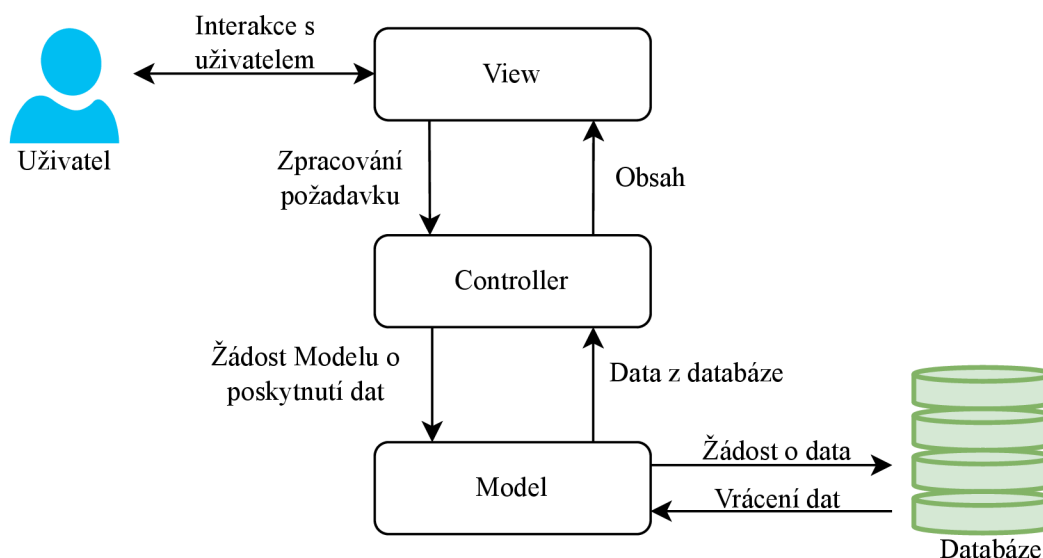 Interakce s
uživatelem
View
Uživatel
Zpracování
požadavku
Obsah
Controller
Žádost Modelu o
poskytnutí dat
Data z databáze
Žádost o data
Model
Vrácení dat
Databáze